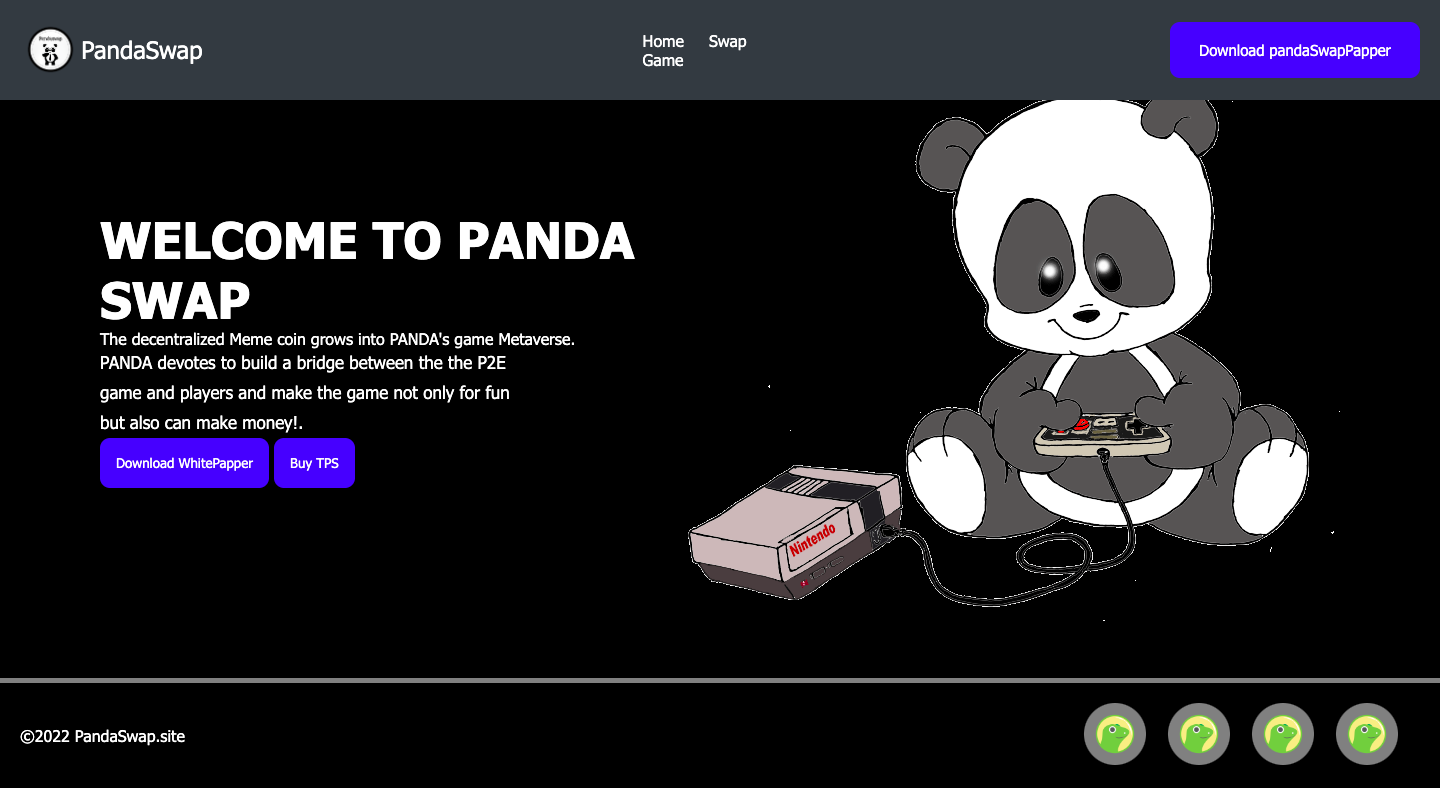 PandaSwap
Home Swap
Game
Download pandaSwapPapper
WELCOME TO PANDA
SWAP
The decentralized Meme coin grows into PANDA's game Metaverse.
PANDA devotes to build a bridge between the the P2E
game and players and make the game not only for fun
but also can make money!.
Download WhitePapper Buy TPS
Nintendo
©2022 PandaSwap.site